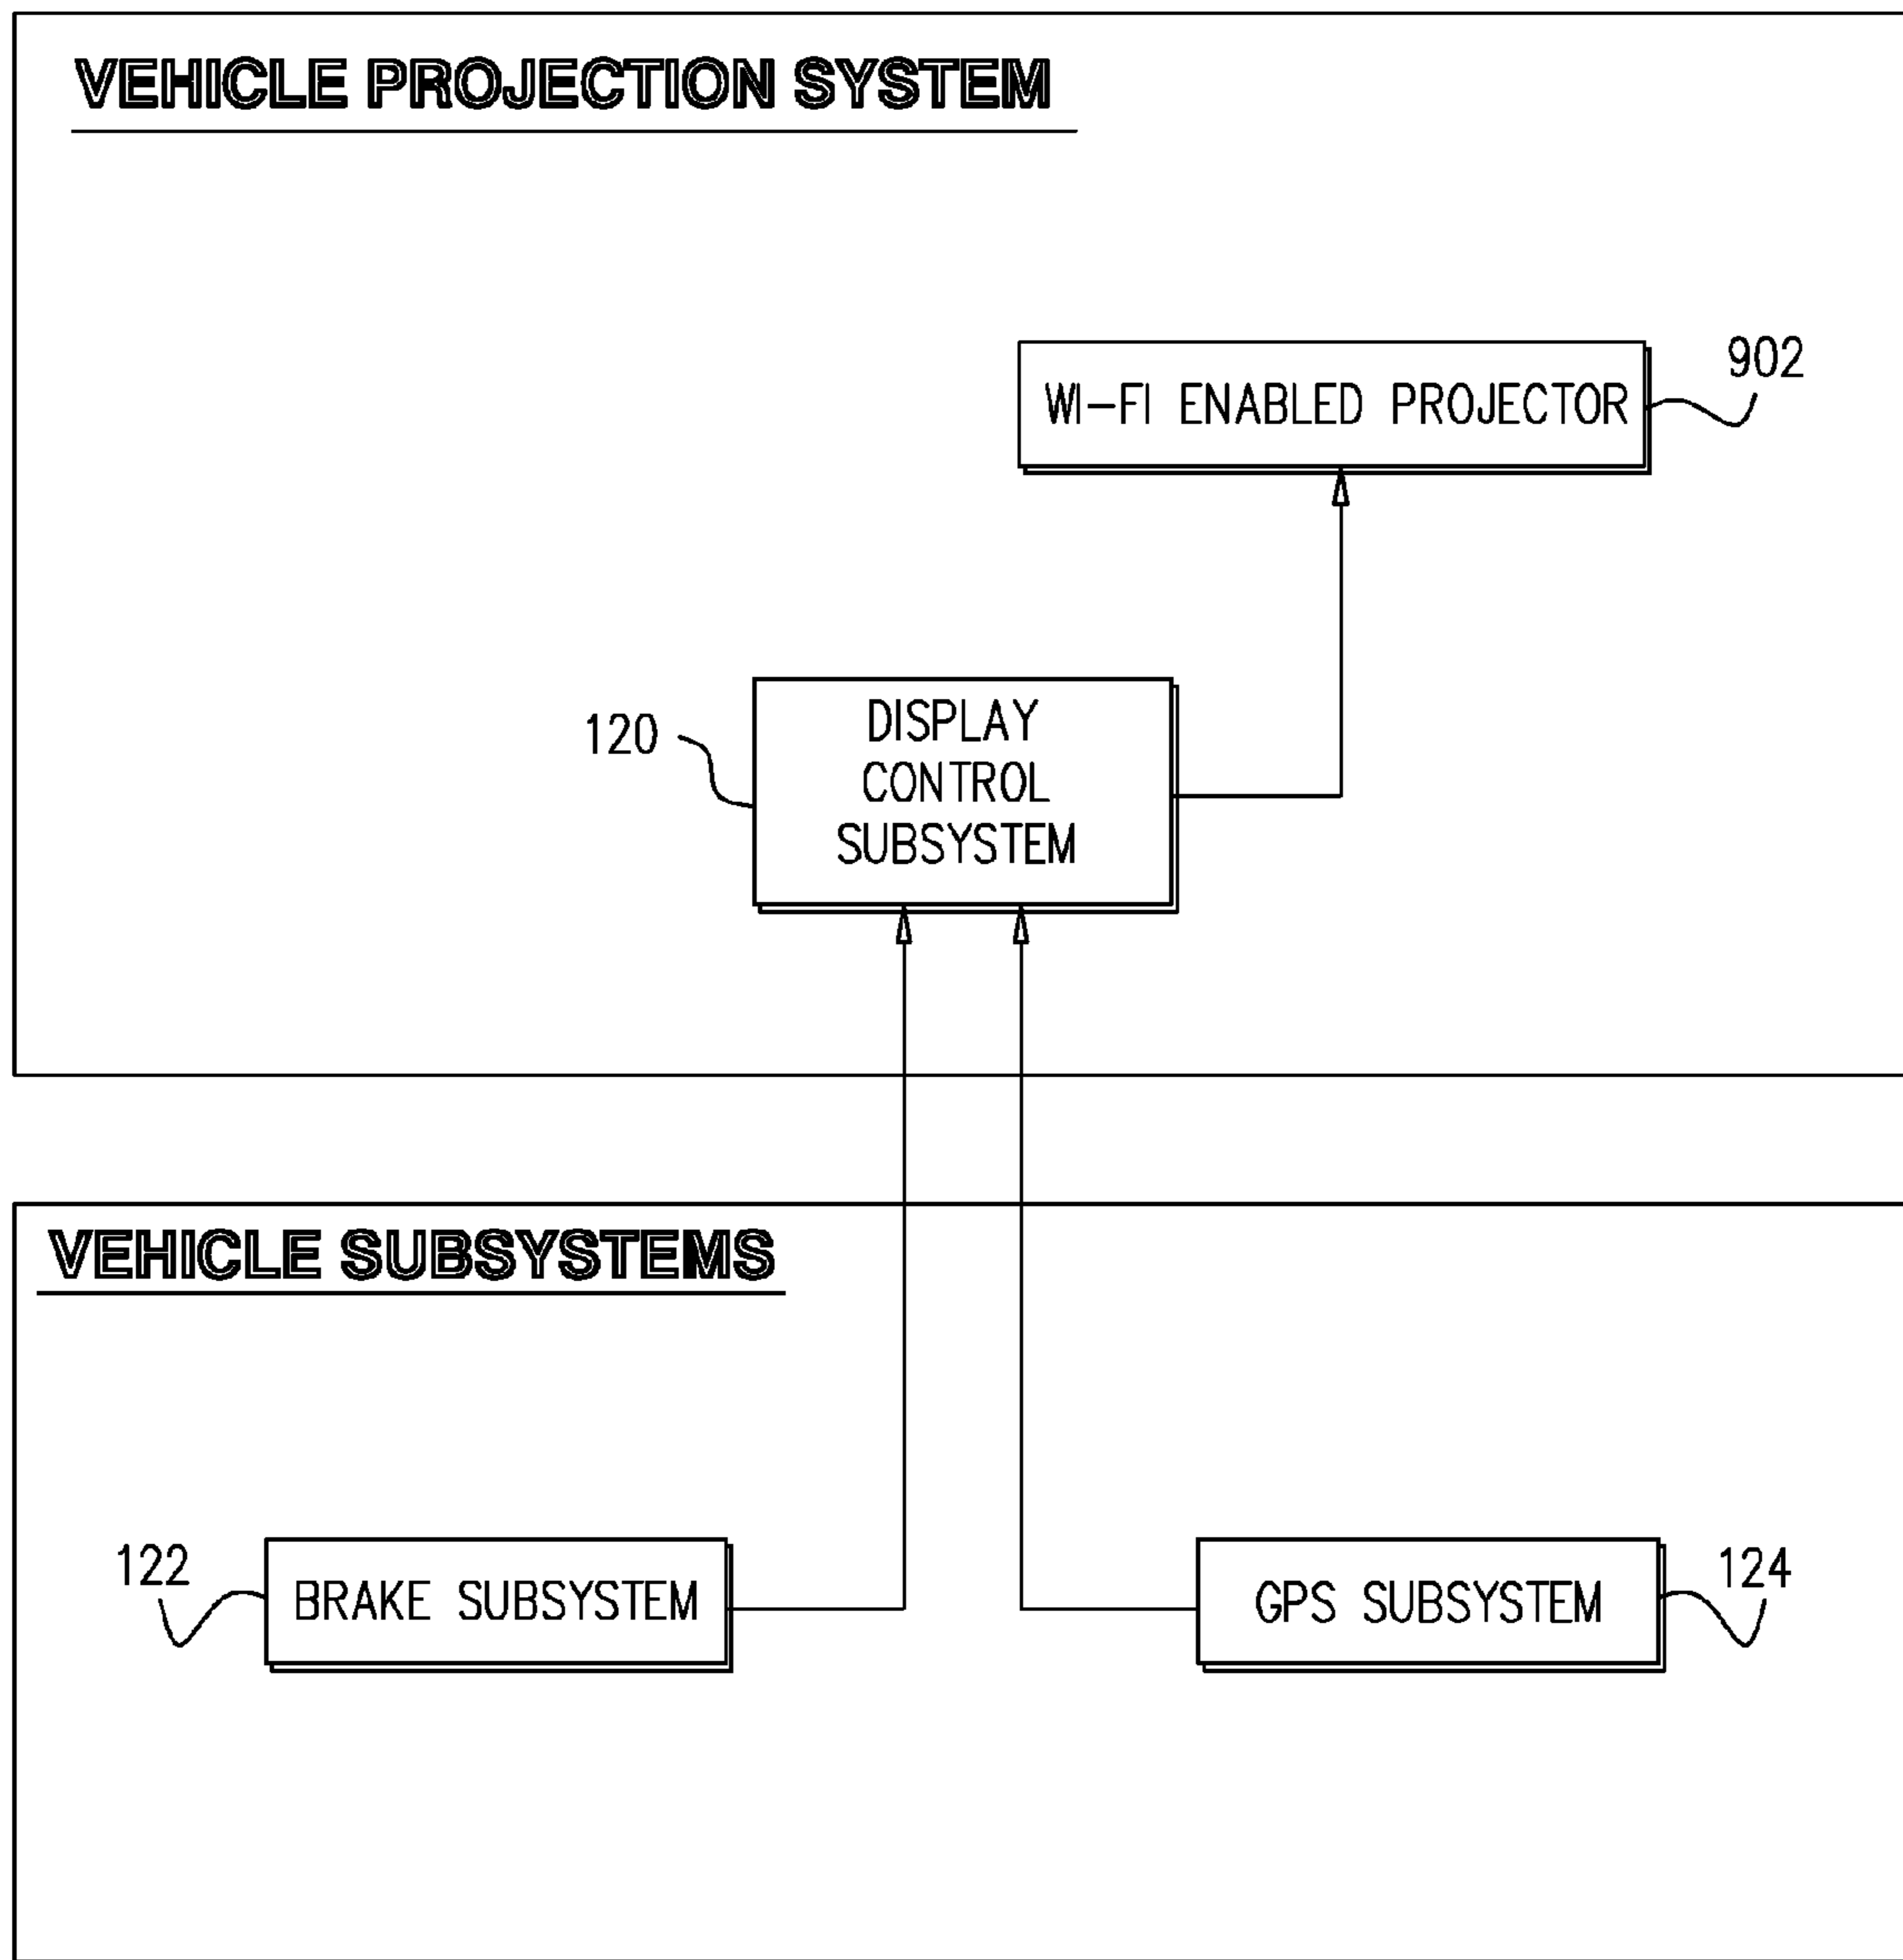 VEHICLE PROJECTION SYSTEM
902
WI-FI ENABLED PROJECTOR
120
DISPLAY
CONTROL
SUBSYSTEM
VEHICLE SUBSYSTEMS
122
BRAKE SUBSYSTEM
GPS SUBSYSTEM
124